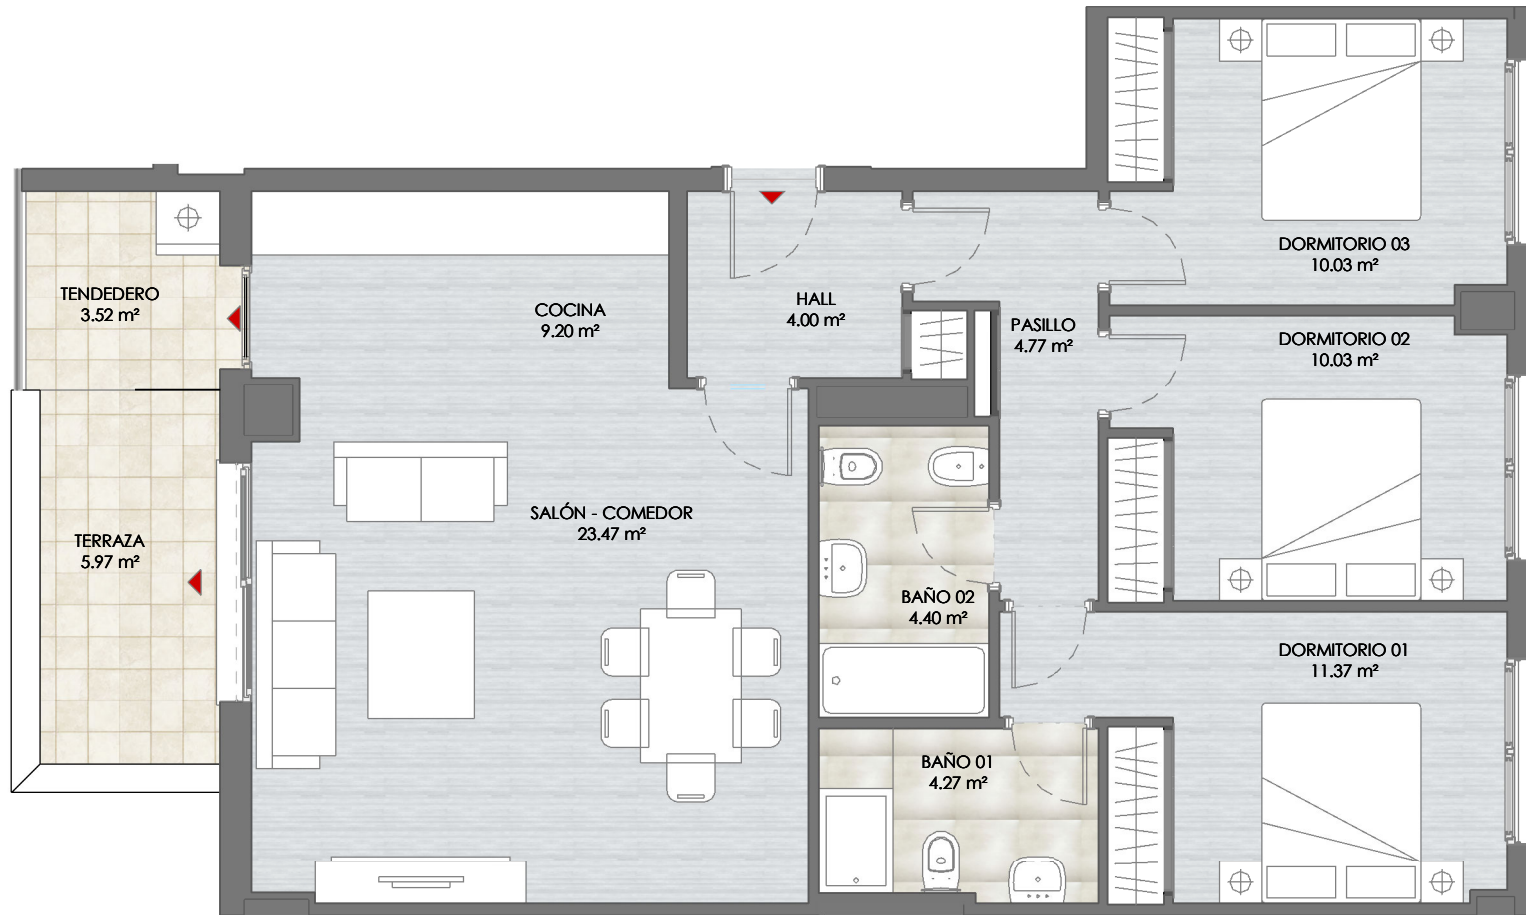 DORMITORIO 03
10.03 m²
TENDEDERO
3.52 m²
COCINA
9.20 m²
HALL
4.00 m²
PASILLO
4.77 m²
DORMITORIO 02
10.03 m²
TERRAZA
5.97 m²
SALÓN - COMEDOR
23.47 m²
BAÑO 02
4.40 m²
DORMITORIO 01
11.37 m²
BAÑO 01
4.27 m²